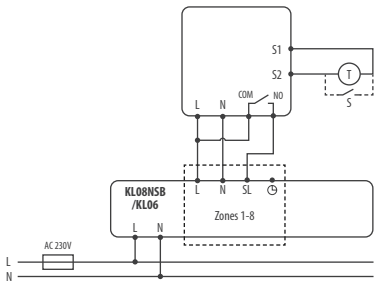 S1
S2
T
COM NO
S
L N
L N SL
KL08NSB
/KL06
Zones 1-8
L N
AC 230V
L
N